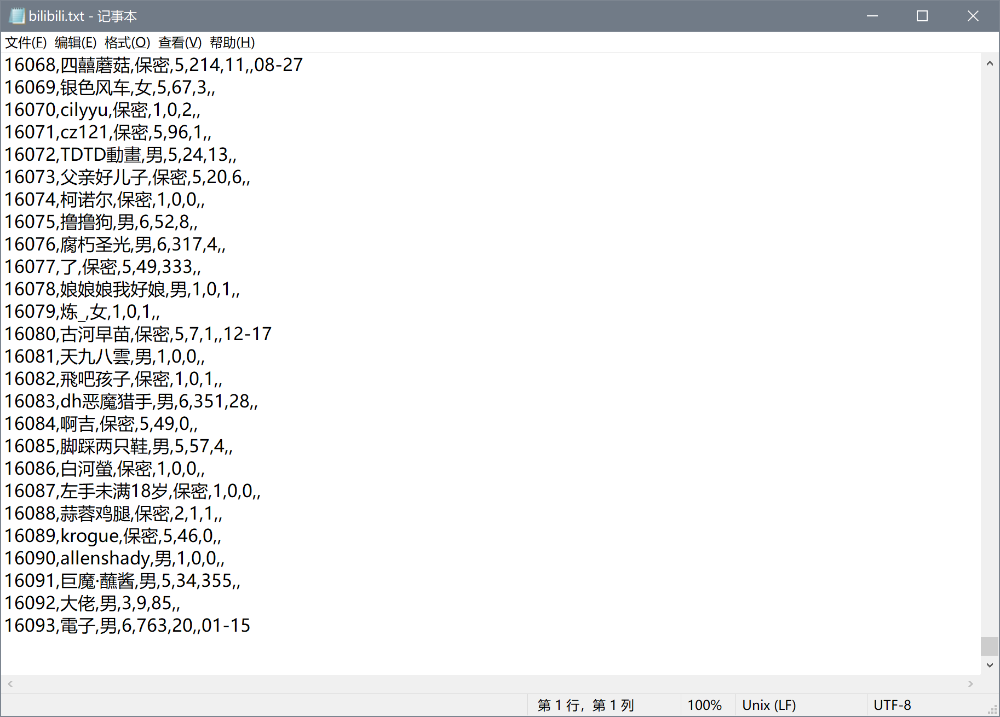 bilibili.txt - 记事本
文件(F) 编辑(E) 格式(O) 查看(V) 帮助(H)
16068,四囍蘑菇,保密,5,214,11,,08-27
16069,银色风车,女,5,67,3,,
16070,cilyyu,保密,1,0,2,,
16071,cz121,保密,5,96,1,,
16072,TDTD動畫,男,5,24,13,,
16073,父亲好儿子,保密,5,20,6,,
16074,柯诺尔,保密,1,0,0,,
16075,撸撸狗,男,6,52,8,,
16076,腐朽圣光,男,6,317,4,,
16077,了,保密,5,49,333,,
16078,娘娘娘我好娘,男,1,0,1,,
16079,炼_,女,1,0,1,,
16080,古河早苗,保密,5,7,1,,12-17
16081,天九八雲,男,1,0,0,,
16082,飛吧孩子,保密,1,0,1,,
16083,dh恶魔猎手,男,6,351,28,,
16084,啊吉,保密,5,49,0,,
16085,脚踩两只鞋,男,5,57,4,,
16086,白河螢,保密,1,0,0,,
16087,左手未满18岁,保密,1,0,0,,
16088,蒜蓉鸡腿,保密,2,1,1,,
16089,krogue,保密,5,46,0,,
16090,allenshady,男,1,0,0,,
16091,巨魔·蘸酱,男,5,34,355,,
16092,大佬,男,3,9,85,,
16093,電子,男,6,763,20,,01-15
第 1 行，第 1 列 100% Unix (LF) UTF-8